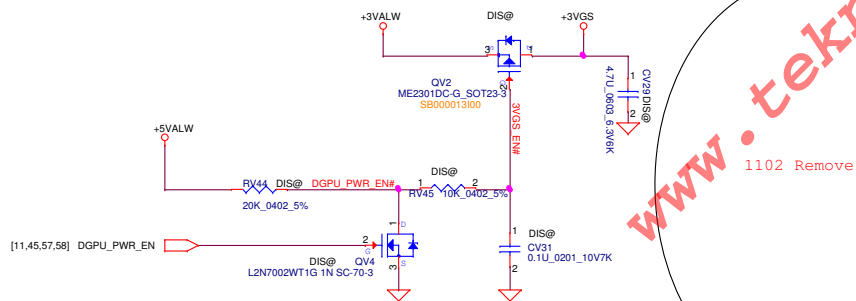 +3VALW
DIS@
+3VGS
3
S
D
1
G
2
QV2
ME2301DC-G_SOT23-3
SB000013I00
3VGS_EN#
1
2
CV29
DIS@
4.7U_0603_6.3V6K
+5VALW
RV44
DIS@
DGPU_PWR_EN#
20K_0402_5%
DIS@
1
2
RV45
10K_0402_5%
[11,45,57,58]
DGPU_PWR_EN
2
G
1
D
3
S
DIS@
QV4
L2N7002WT1G 1N SC-70-3
1
2
DIS@
CV31
0.1U_0201_10V7K
1102 Remove
www.tekn